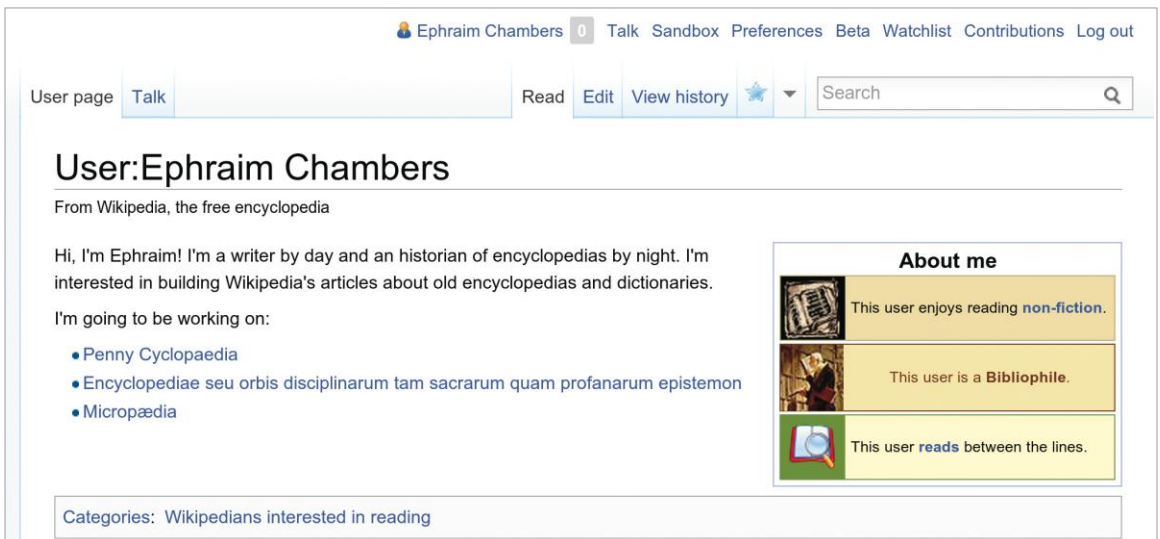 Ephraim Chambers 0 Talk Sandbox Preferences Beta Watchlist Contributions Log out
User page Talk Read Edit View history Search
User:Ephraim Chambers
From Wikipedia, the free encyclopedia
Hi, I'm Ephraim! I'm a writer by day and an historian of encyclopedias by night. I'm
interested in building Wikipedia's articles about old encyclopedias and dictionaries.
I'm going to be working on:
• Penny Cyclopaedia
• Encyclopediae seu orbis disciplinarum tam sacrarum quam profanarum epistemon
• Micropædia
About me
This user enjoys reading non-fiction.
This user is a Bibliophile.
This user reads between the lines.
Categories: Wikipedians interested in reading